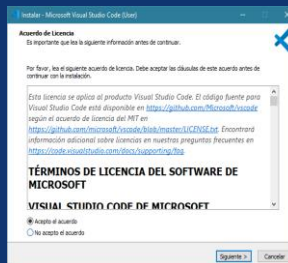 Instalar - Microsoft Visual Studio Code (User)
Acuerdo de Licencia
Es importante que lea la siguiente información antes de continuar.
Por favor, lea el siguiente acuerdo de licencia. Debe aceptar las cláusulas de este acuerdo antes de
continuar con la instalación.
Esta licencia se aplica al producto Visual Studio Code. El código fuente para
Visual Studio Code está disponible en https://github.com/Microsoft/vscode
según el acuerdo de licencia del MIT en
https://github.com/microsoft/vscode/blob/master/LICENSE.txt. Encontrará
información adicional sobre licencias en nuestras preguntas frecuentes en
https://code.visualstudio.com/docs/supporting/faq.
TÉRMINOS DE LICENCIA DEL SOFTWARE DE
MICROSOFT
VISUAL STUDIO CODE DE MICROSOFT
Acepto el acuerdo
No acepto el acuerdo
Siguiente >
Cancelar